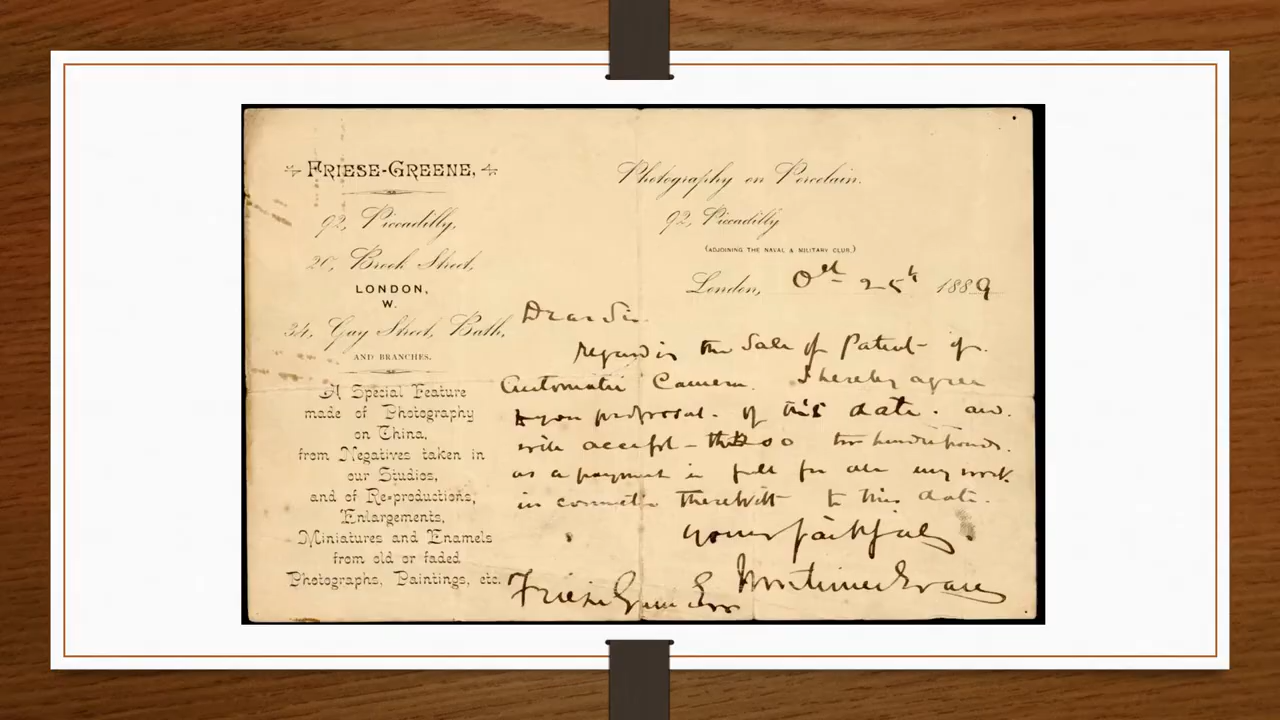 FRIESE-GREENE,
92, Piccadilly,
20, Brook Street,
LONDON,
W.
34, Gay Street, Bath,
AND BRANCHES.
A Special Feature
made of Photography
on China,
from Negatives taken in
our Studios,
and of Re-productions,
Enlargements,
Miniatures and Enamels
from old or faded
Photographs, Paintings, etc.
Photography on Porcelain.
92, Piccadilly
(ADJOINING THE NAVAL & MILITARY CLUB.)
London, Oct 25th 1889
Dear Sir
regarding the Sale of Patent of
Automatic Camera. I hereby agree
to your proposal of this date. and
will accept two hundred pounds
as a payment in full for all my work
in connection therewith to this date.
yours faithfully
Mortimer Evans
Friese Greene Esq